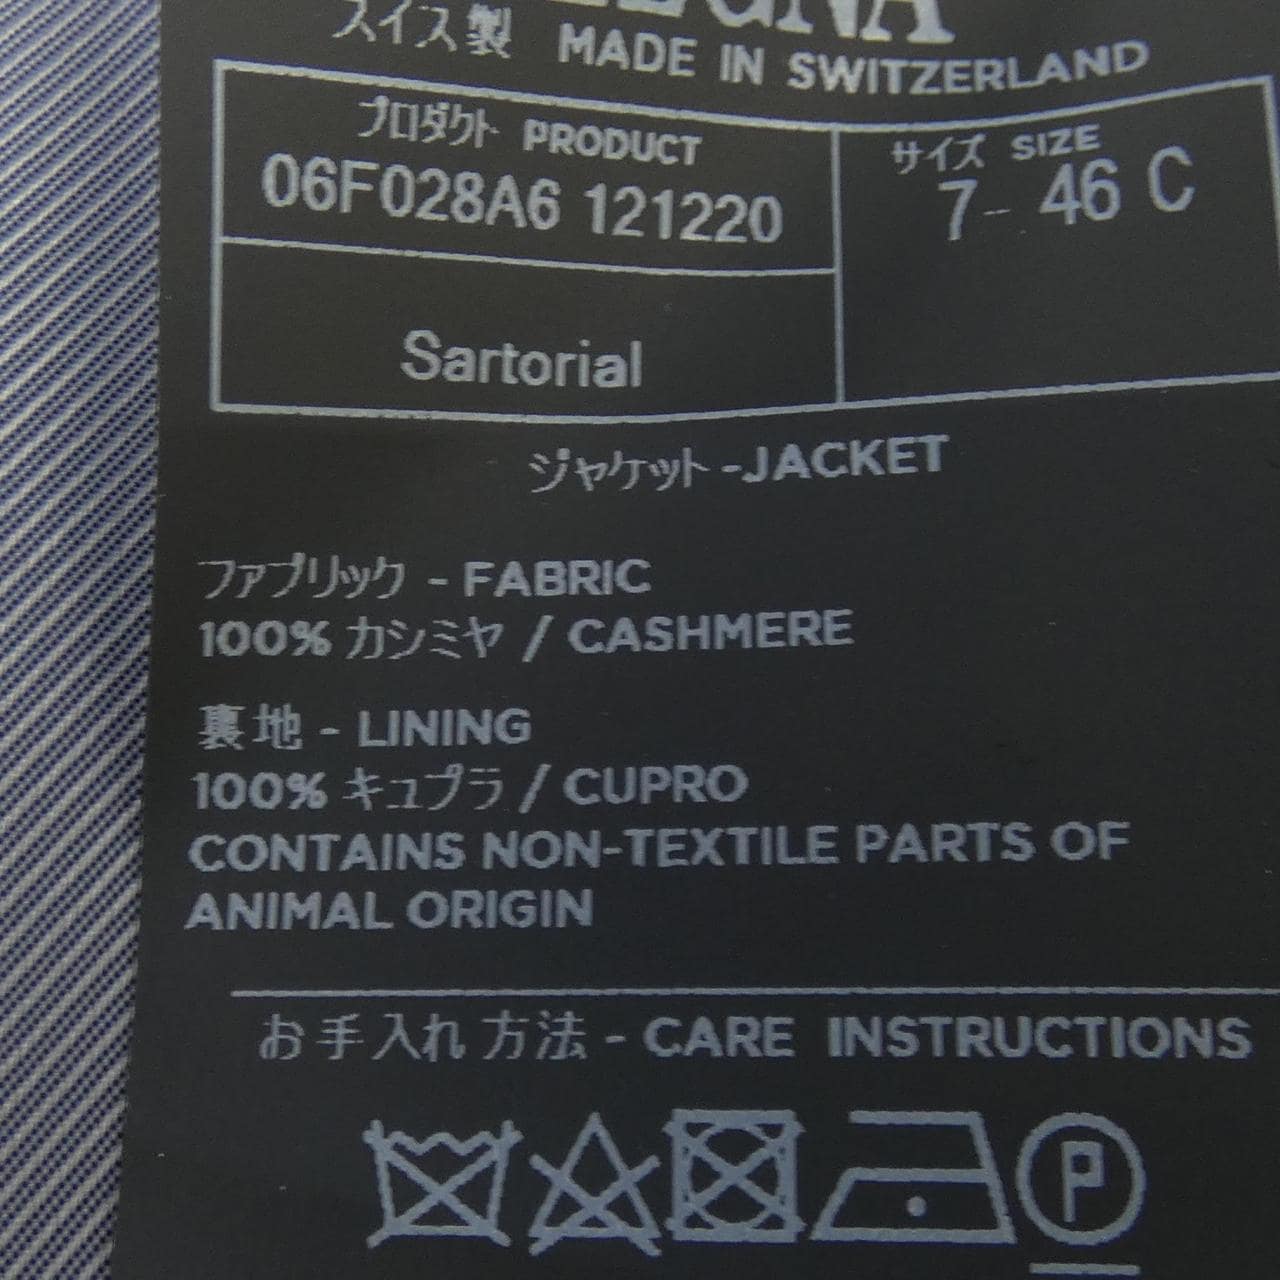 スイス製 MADE IN SWITZERLAND
プロダクト PRODUCT
06F028A6 121220
サイズ SIZE
7- 46 C
Sartorial
ジャケット -JACKET
ファブリック - FABRIC
100% カシミヤ / CASHMERE
裏地 - LINING
100% キュプラ / CUPRO
CONTAINS NON-TEXTILE PARTS OF
ANIMAL ORIGIN
お手入れ方法 - CARE INSTRUCTIONS
P